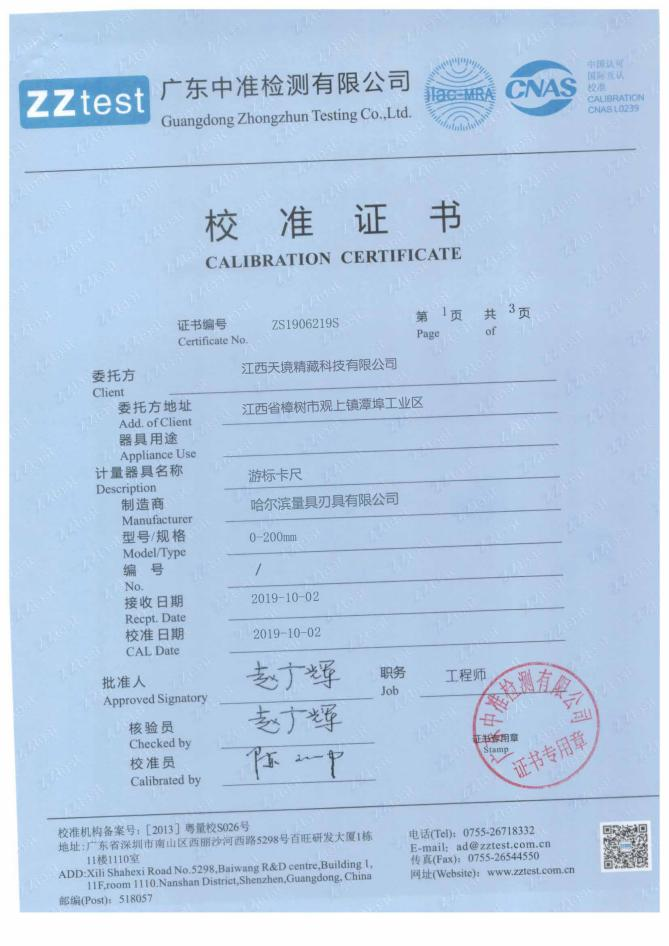 ZZtest
广东中准检测有限公司
Guangdong Zhongzhun Testing Co.,Ltd.
ilac-MRA
CNAS
中国认可
国际互认
校准
CALIBRATION
CNAS L0239
校准证书
CALIBRATION CERTIFICATE
证书编号 ZS1906219S 第 1 页 共 3 页
Certificate No. Page of
委托方 江西天境精藏科技有限公司
Client
委托方地址 江西省樟树市观上镇潭埠工业区
Add. of Client
器具用途
Appliance Use
计量器具名称 游标卡尺
Description
制造商 哈尔滨量具刃具有限公司
Manufacturer
型号/规格 0-200mm
Model/Type
编 号 /
No.
接收日期 2019-10-02
Recpt. Date
校准日期 2019-10-02
CAL Date
批准人 赵广辉 职务 工程师
Approved Signatory Job
核验员 赵广辉
Checked by
校准员
Calibrated by
证书专用章
Stamp
广东中准检测有限公司
证书专用章
校准机构备案号:[2013] 粤量校S026号
地址:广东省深圳市南山区西丽沙河西路5298号百旺研发大厦1栋
11楼1110室
ADD:Xili Shahexi Road No.5298,Baiwang R&D centre,Building 1,
11F,room 1110.Nanshan District,Shenzhen,Guangdong, China
邮编(Post): 518057
电话(Tel): 0755-26718332
E-mail: ad@zztest.com.cn
传真(Fax): 0755-26544550
网址(Website): www.zztest.com.cn